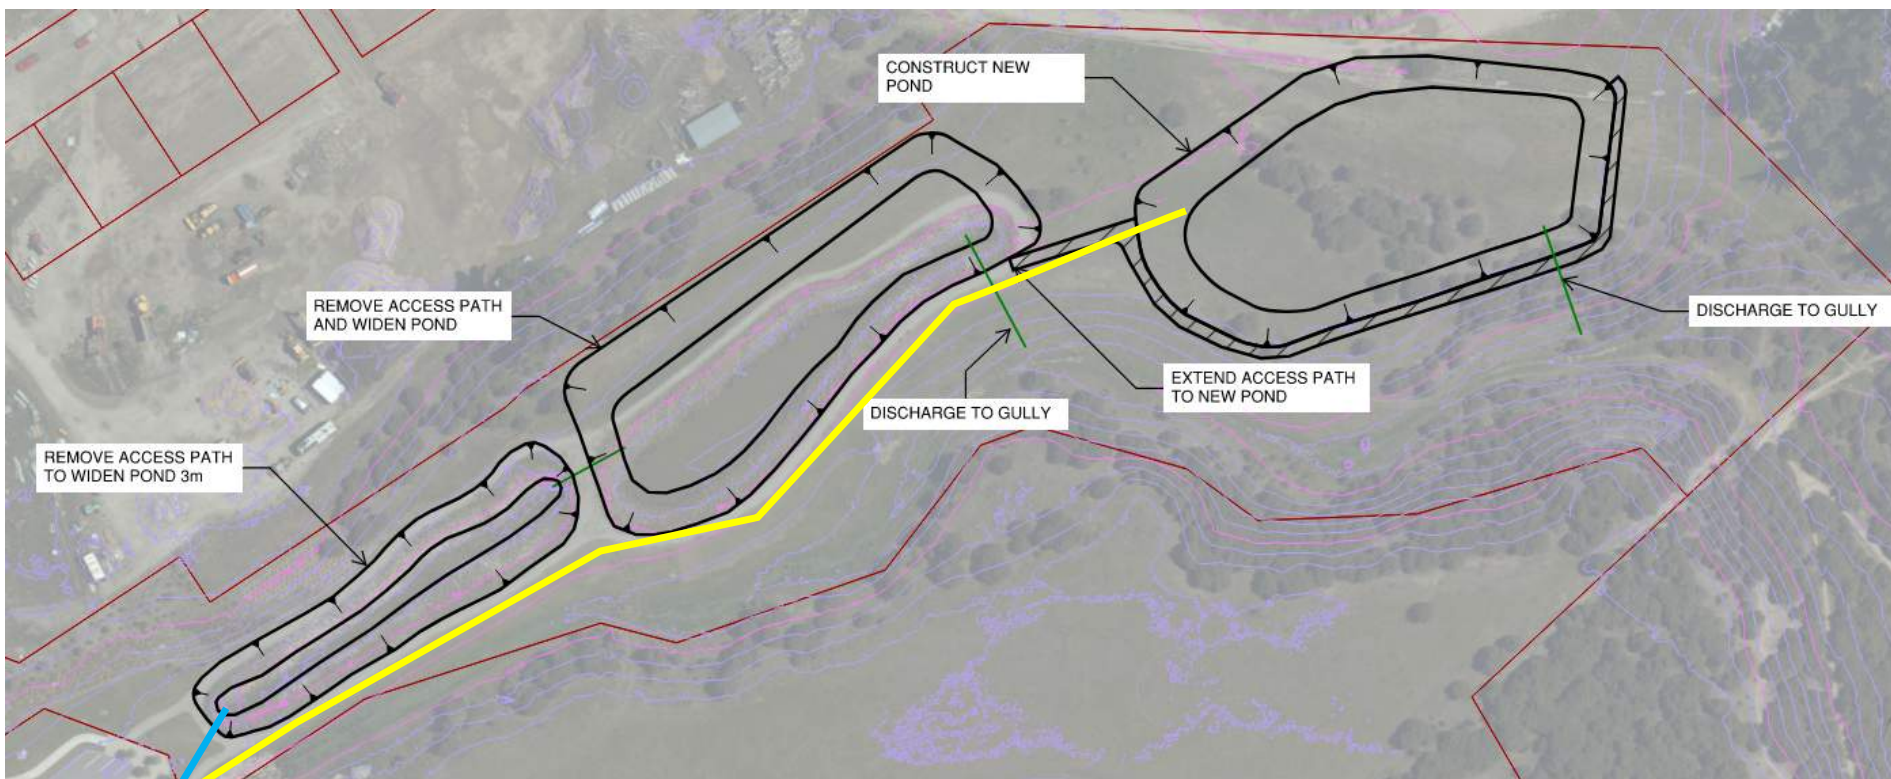 CONSTRUCT NEW
POND
REMOVE ACCESS PATH
AND WIDEN POND
DISCHARGE TO GULLY
EXTEND ACCESS PATH
TO NEW POND
DISCHARGE TO GULLY
REMOVE ACCESS PATH
TO WIDEN POND 3m